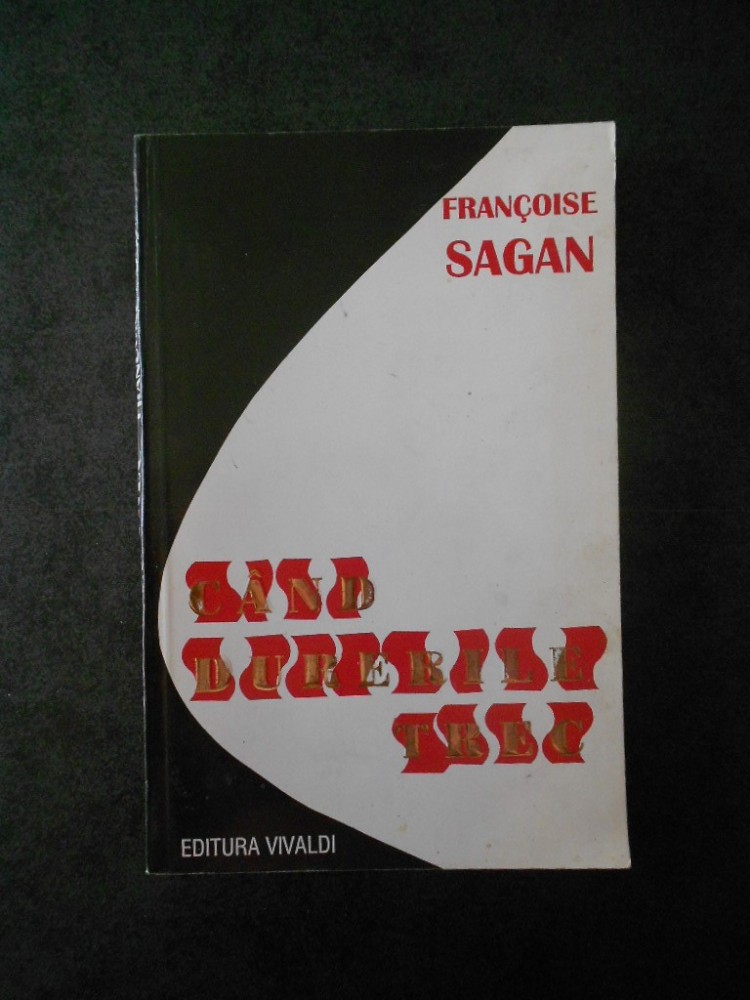 FRANÇOISE
SAGAN
CÂND
DURERILE
TREC
EDITURA VIVALDI